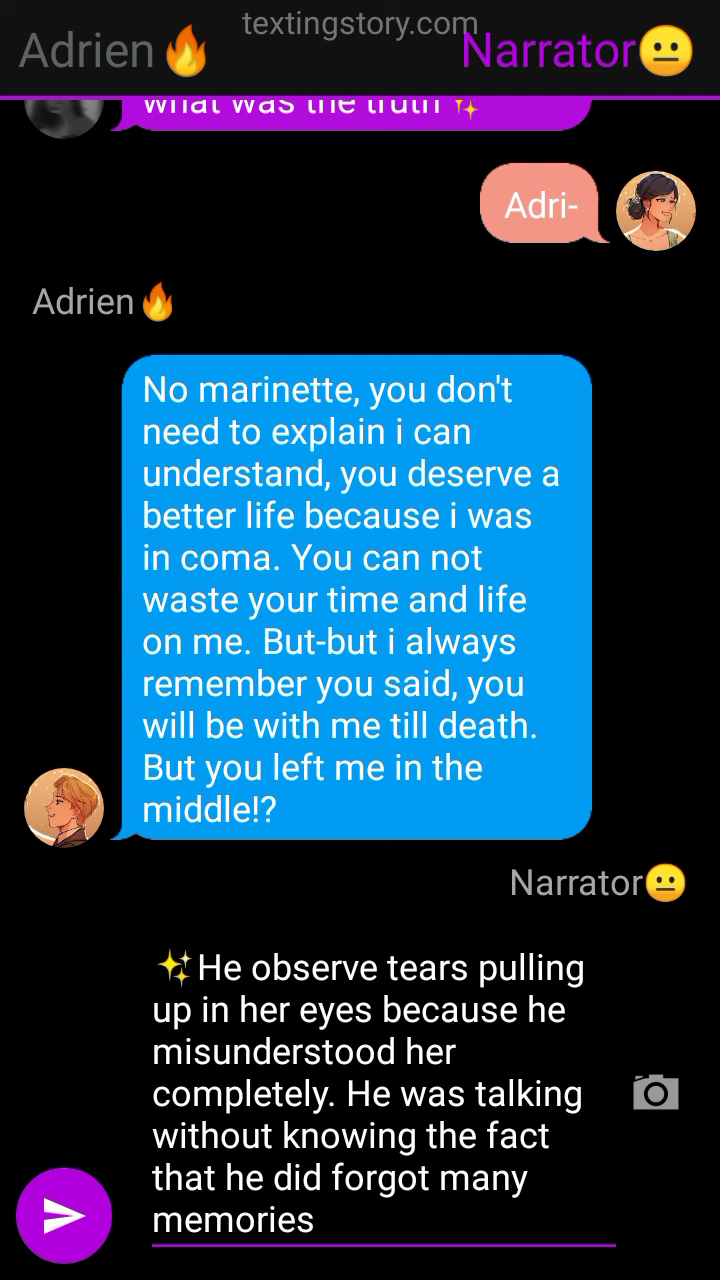 textingstory.com
Adrien🔥 Narrator😐
what was the truth ✨
Adri-
Adrien🔥
No marinette, you don't
need to explain i can
understand, you deserve a
better life because i was
in coma. You can not
waste your time and life
on me. But-but i always
remember you said, you
will be with me till death.
But you left me in the
middle!?
Narrator😐
✨He observe tears pulling
up in her eyes because he
misunderstood her
completely. He was talking
without knowing the fact
that he did forgot many
memories